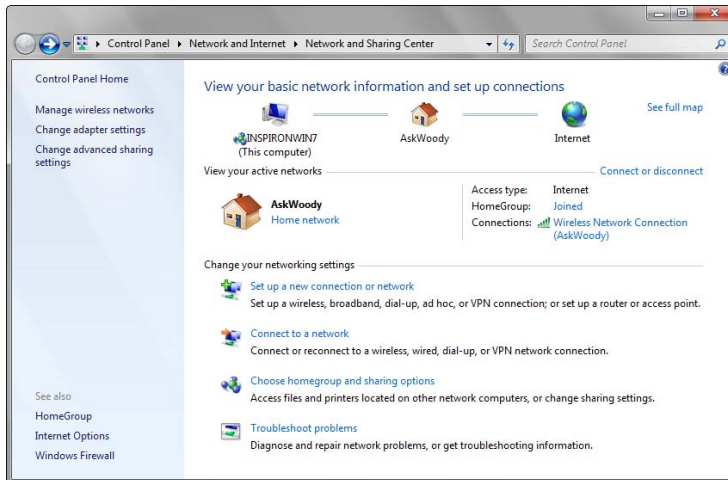 Control Panel ▸ Network and Internet ▸ Network and Sharing Center
Search Control Panel
Control Panel Home
Manage wireless networks
Change adapter settings
Change advanced sharing
settings
See also
HomeGroup
Internet Options
Windows Firewall
View your basic network information and set up connections
See full map
INSPIRONWIN7
(This computer)
AskWoody
Internet
View your active networks
Connect or disconnect
AskWoody
Home network
Access type: Internet
HomeGroup: Joined
Connections: Wireless Network Connection
(AskWoody)
Change your networking settings
Set up a new connection or network
Set up a wireless, broadband, dial-up, ad hoc, or VPN connection; or set up a router or access point.
Connect to a network
Connect or reconnect to a wireless, wired, dial-up, or VPN network connection.
Choose homegroup and sharing options
Access files and printers located on other network computers, or change sharing settings.
Troubleshoot problems
Diagnose and repair network problems, or get troubleshooting information.